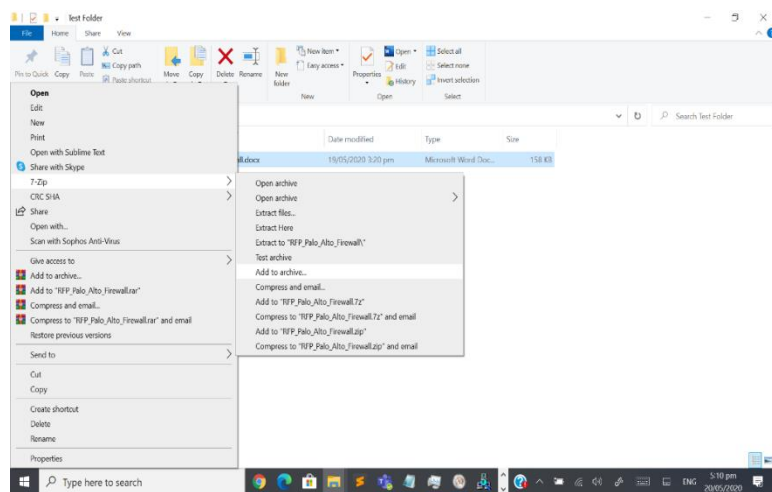 Test Folder
File Home Share View
Pin to Quick Copy Paste
Cut
Copy path
Paste shortcut
Move Copy
Delete Rename
New folder
New item
Easy access
New
Properties
Open
Edit
History
Open
Select all
Select none
Invert selection
Select
Search Test Folder
Date modified Type Size
all.docx 19/05/2020 3:20 pm Microsoft Word Doc... 158 KB
Open
Edit
New
Print
Open with Sublime Text
Share with Skype
7-Zip
CRC SHA
Share
Open with...
Scan with Sophos Anti-Virus
Give access to
Add to archive...
Add to "RFP_Palo_Alto_Firewall.rar"
Compress and email...
Compress to "RFP_Palo_Alto_Firewall.rar" and email
Restore previous versions
Send to
Cut
Copy
Create shortcut
Delete
Rename
Properties
Open archive
Open archive
Extract files...
Extract Here
Extract to "RFP_Palo_Alto_Firewall\"
Test archive
Add to archive...
Compress and email...
Add to "RFP_Palo_Alto_Firewall.7z"
Compress to "RFP_Palo_Alto_Firewall.7z" and email
Add to "RFP_Palo_Alto_Firewall.zip"
Compress to "RFP_Palo_Alto_Firewall.zip" and email
Type here to search
ENG
5:10 pm
20/05/2020